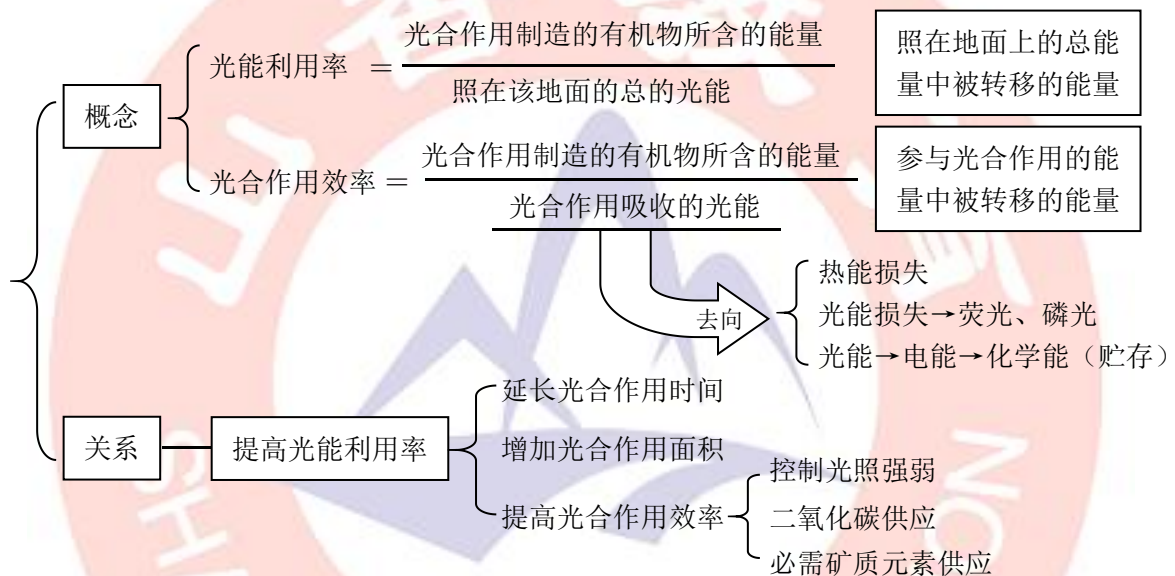 光合作用制造的有机物所含的能量
光能利用率 =
照在该地面的总的光能
照在地面上的总能
量中被转移的能量
概念
光合作用制造的有机物所含的能量
光合作用效率 =
光合作用吸收的光能
参与光合作用的能
量中被转移的能量
去向
热能损失
光能损失→荧光、磷光
光能→电能→化学能（贮存）
关系
提高光能利用率
延长光合作用时间
增加光合作用面积
提高光合作用效率
控制光照强弱
二氧化碳供应
必需矿质元素供应